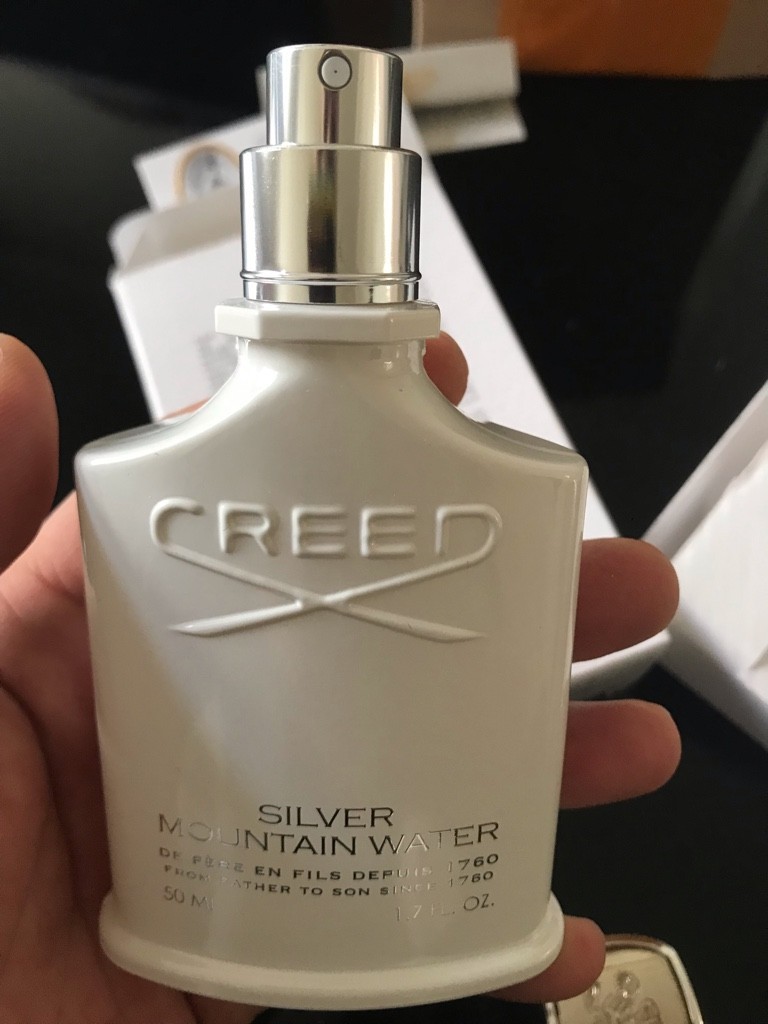 CREED
SILVER
MOUNTAIN WATER
DE PÈRE EN FILS DEPUIS 1760
FROM FATHER TO SON SINCE 1760
50 ML
1.7 FL. OZ.